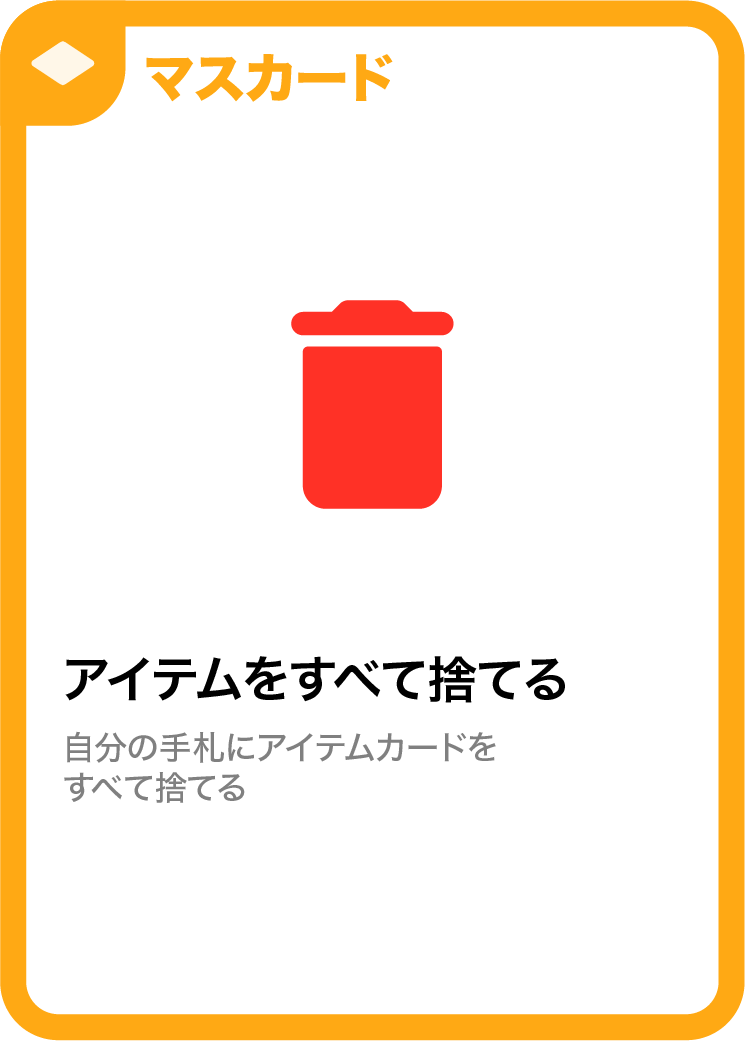 マスカード
アイテムをすべて捨てる
自分の手札にアイテムカードを
すべて捨てる